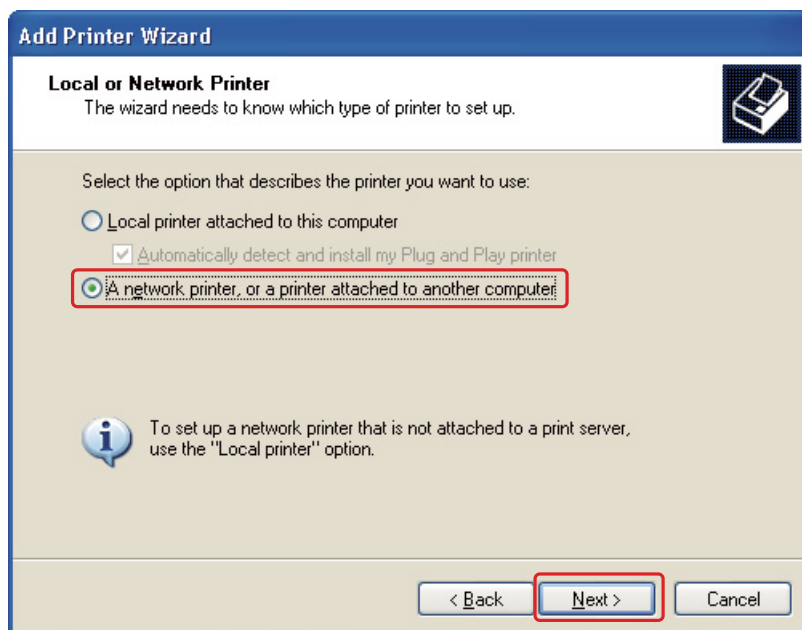 Add Printer Wizard
Local or Network Printer
The wizard needs to know which type of printer to set up.
Select the option that describes the printer you want to use:
Local printer attached to this computer
Automatically detect and install my Plug and Play printer
A network printer, or a printer attached to another computer
To set up a network printer that is not attached to a print server,
use the "Local printer" option.
< Back Next > Cancel